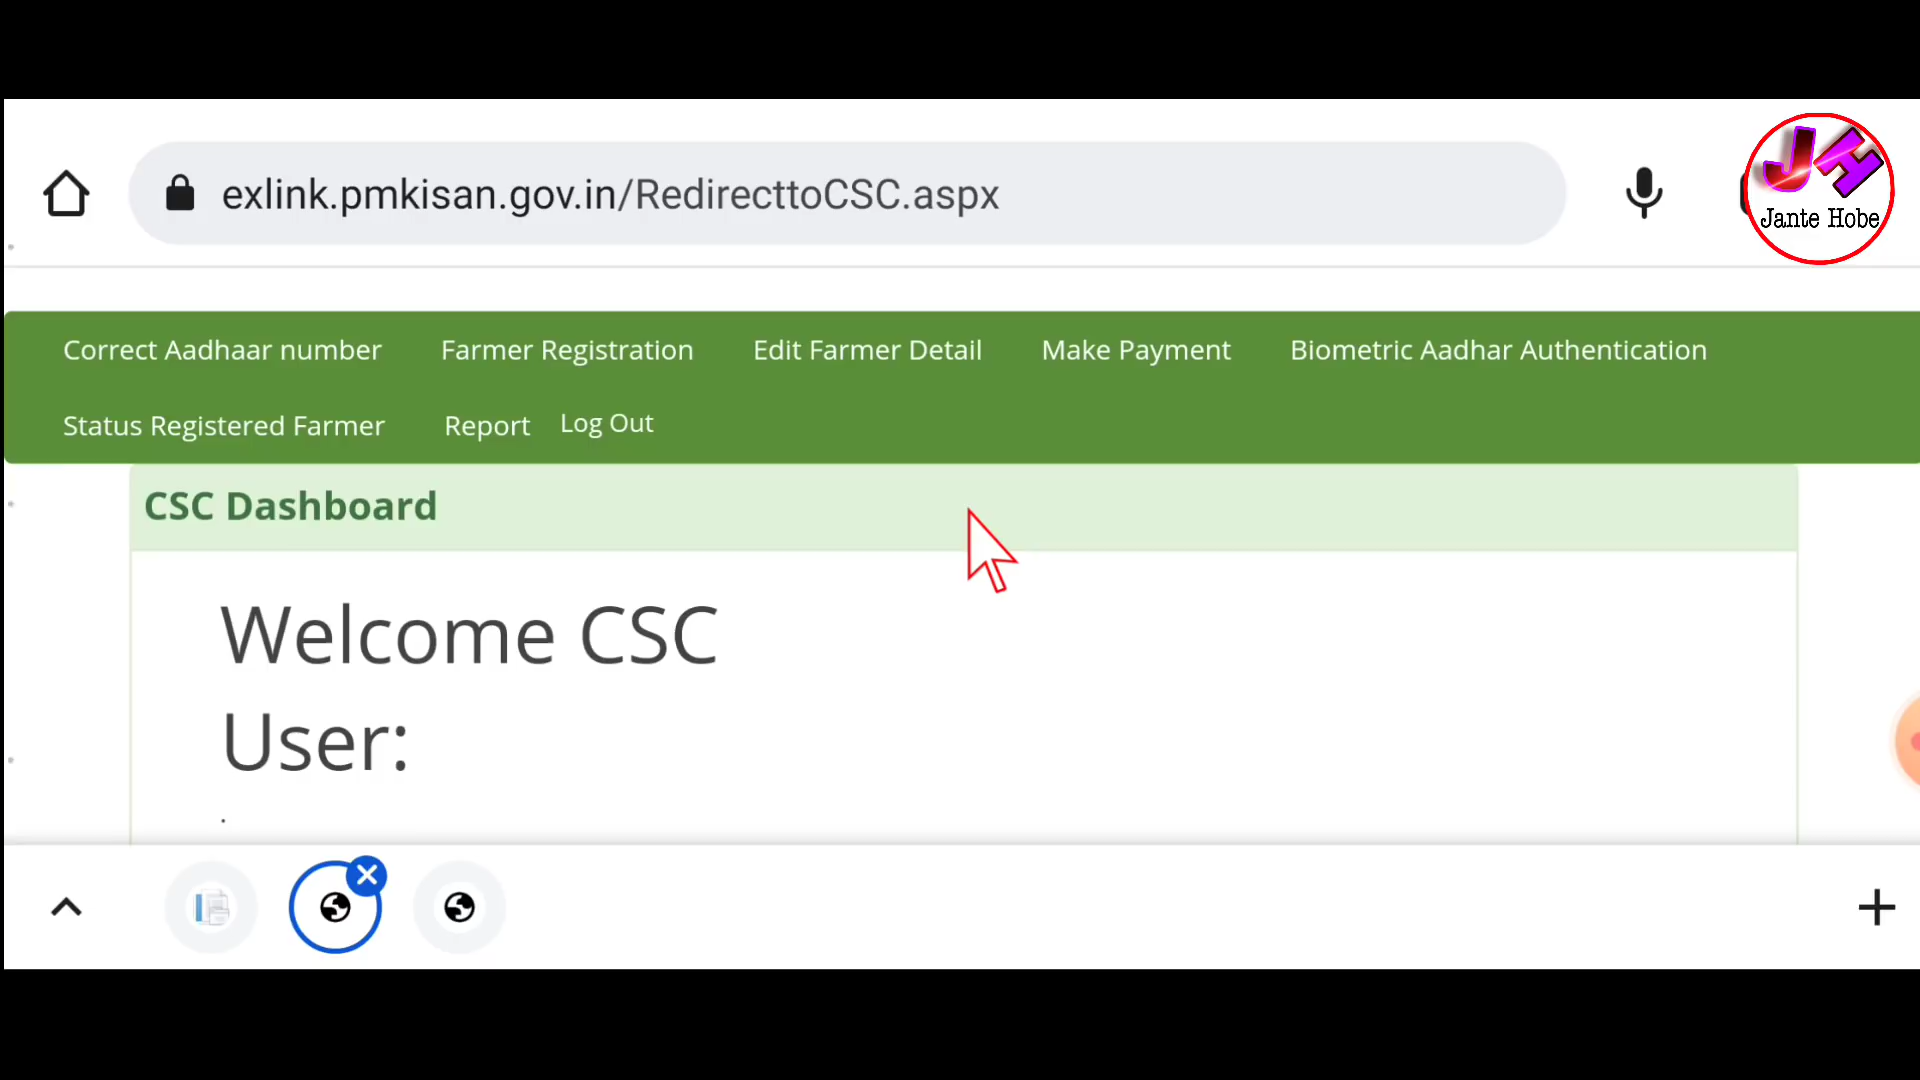 exlink.pmkisan.gov.in/RedirecttoCSC.aspx
JH
Jante Hobe
Correct Aadhaar number Farmer Registration Edit Farmer Detail Make Payment Biometric Aadhar Authentication
Status Registered Farmer Report Log Out
CSC Dashboard
Welcome CSC
User:
.